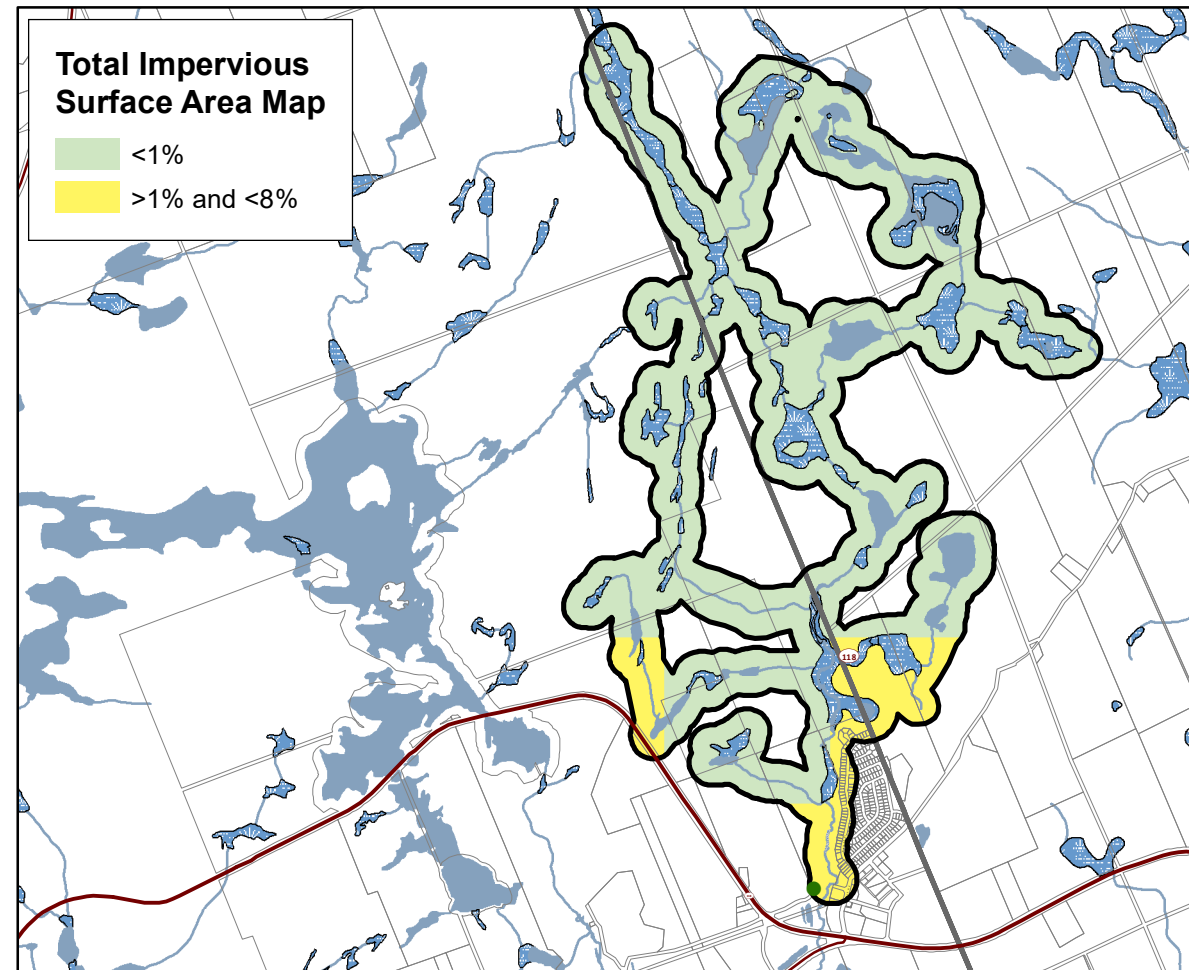 Total Impervious
Surface Area Map
<1%
>1% and <8%
118